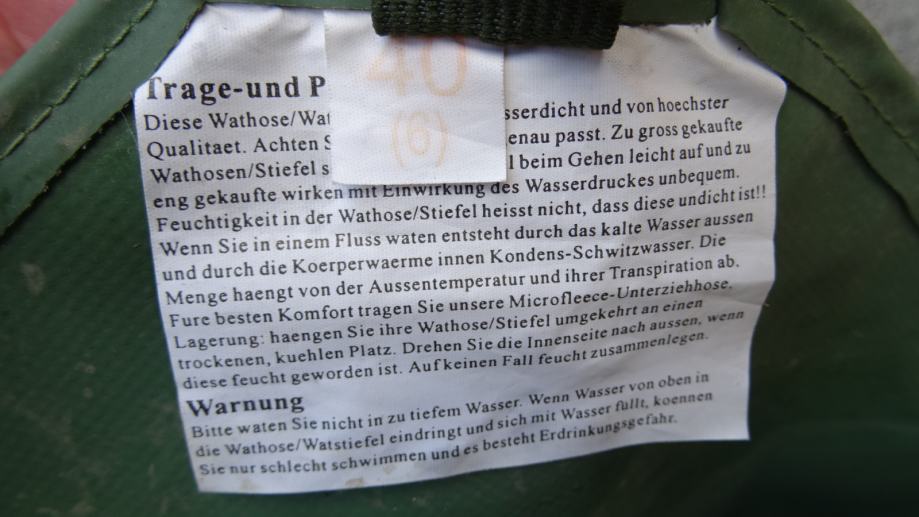 40
(6)
Trage-und P
Diese Wathose/Wat sserdicht und von hoechster
Qualitaet. Achten S enau passt. Zu gross gekaufte
Wathosen/Stiefel s l beim Gehen leicht auf und zu
eng gekaufte wirken mit Einwirkung des Wasserdruckes unbequem.
Feuchtigkeit in der Wathose/Stiefel heisst nicht, dass diese undicht ist!!
Wenn Sie in einem Fluss waten entsteht durch das kalte Wasser aussen
und durch die Koerperwaerme innen Kondens-Schwitzwasser. Die
Menge haengt von der Aussentemperatur und ihrer Transpiration ab.
Fure besten Komfort tragen Sie unsere Microfleece-Unterziehhose.
Lagerung: haengen Sie ihre Wathose/Stiefel umgekehrt an einen
trockenen, kuehlen Platz. Drehen Sie die Innenseite nach aussen, wenn
diese feucht geworden ist. Auf keinen Fall feucht zusammenlegen.
Warnung
Bitte waten Sie nicht in zu tiefem Wasser. Wenn Wasser von oben in
die Wathose/Watstiefel eindringt und sich mit Wasser fullt, koennen
Sie nur schlecht schwimmen und es besteht Erdrinkungsgefahr.